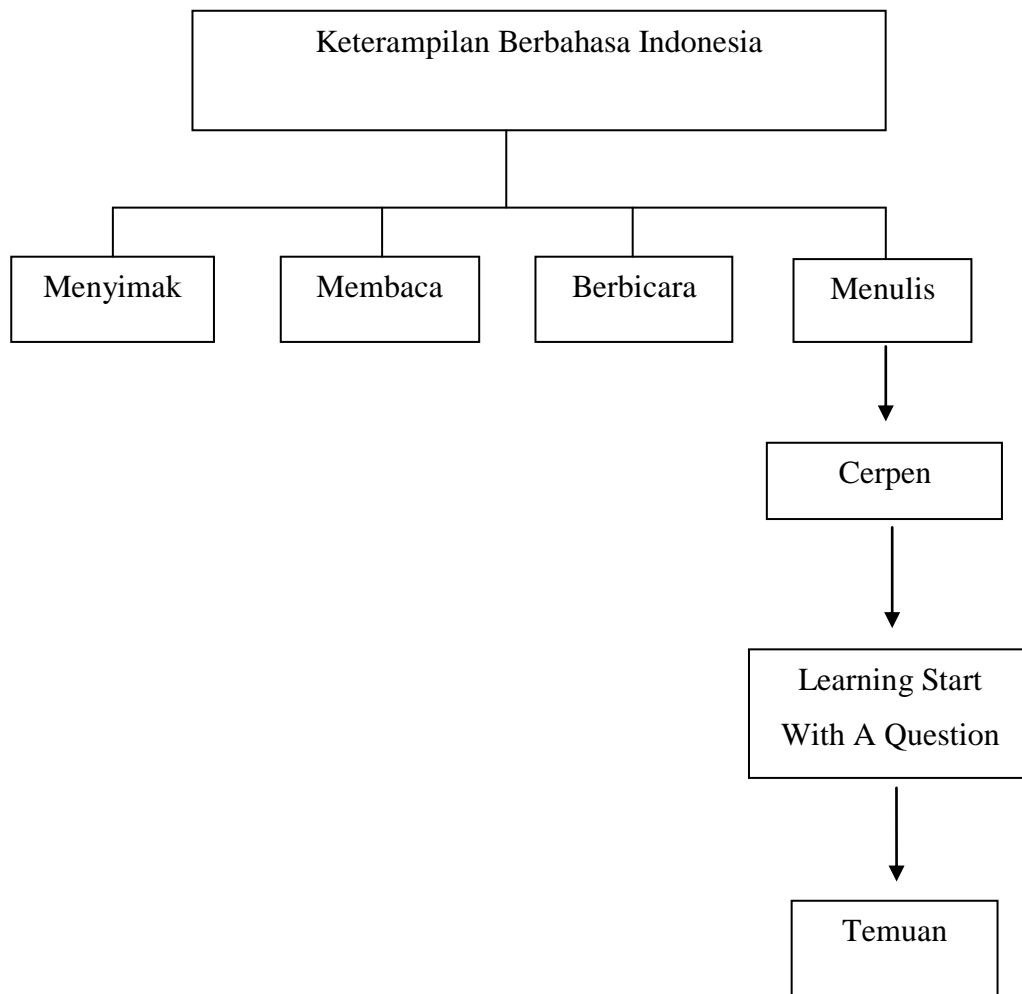 Keterampilan Berbahasa Indonesia
Menyimak
Membaca
Berbicara
Menulis
Cerpen
Learning Start
With A Question
Temuan